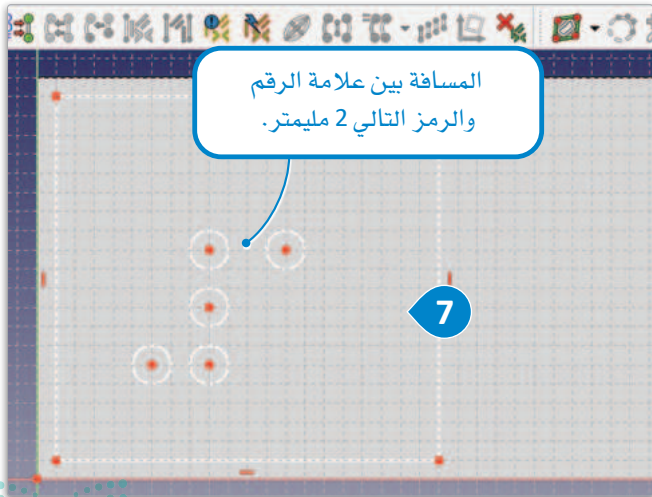 المسافة بين علامة الرقم
والرمز التالي 2 مليمتر.
7